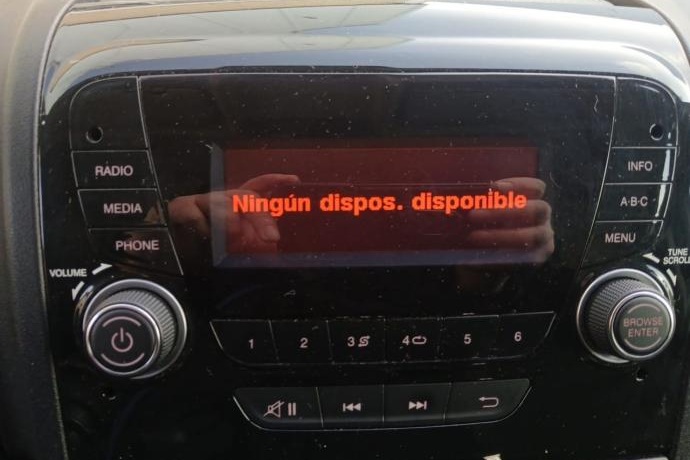 RADIO
INFO
MEDIA
Ningún dispos. disponible
A·B·C
PHONE
MENU
VOLUME
TUNE
SCROLL
BROWSE
ENTER
1
2
3
4
5
6